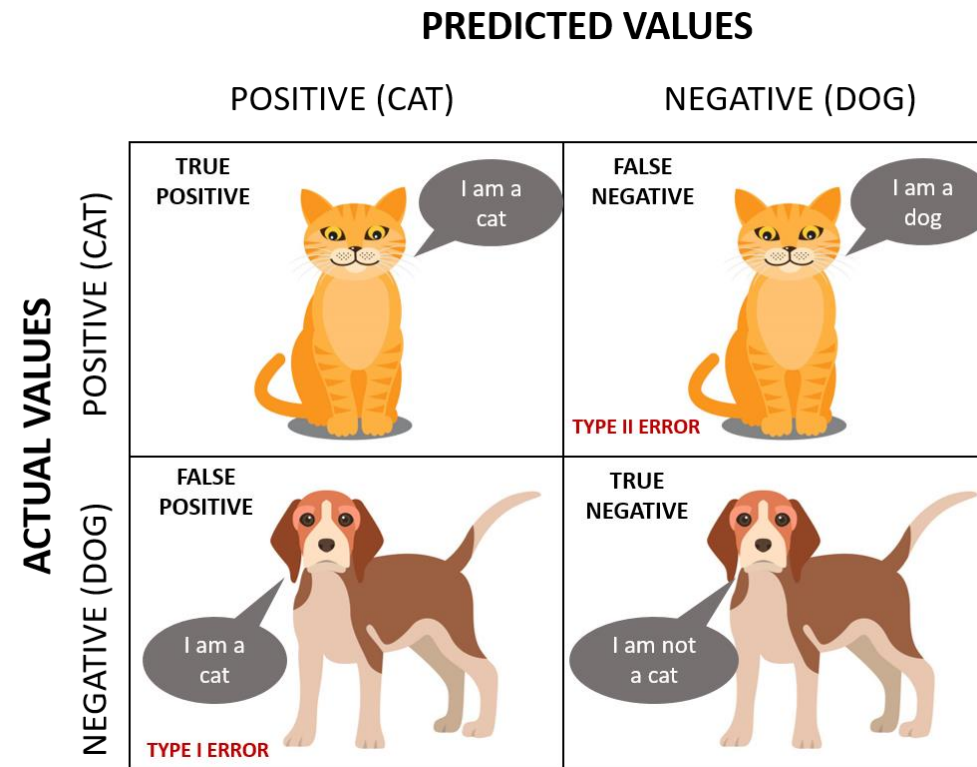 PREDICTED VALUES
POSITIVE (CAT)
NEGATIVE (DOG)
ACTUAL VALUES
POSITIVE (CAT)
TRUE
POSITIVE
I am a
cat
FALSE
NEGATIVE
I am a
dog
TYPE II ERROR
NEGATIVE (DOG)
FALSE
POSITIVE
I am a
cat
TYPE I ERROR
TRUE
NEGATIVE
I am not
a cat